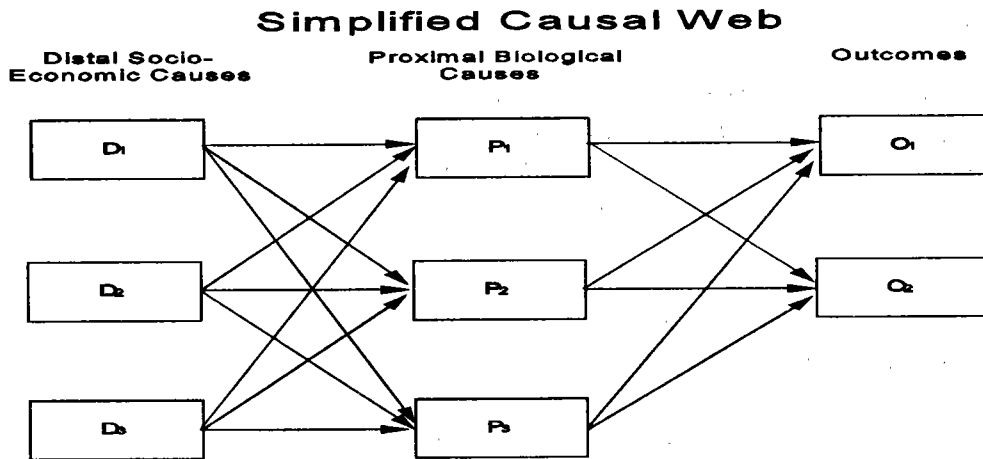 Simplified Causal Web
Distal Socio-
Economic Causes
Proximal Biological
Causes
Outcomes
D1
P1
O1
D2
P2
O2
D3
P3